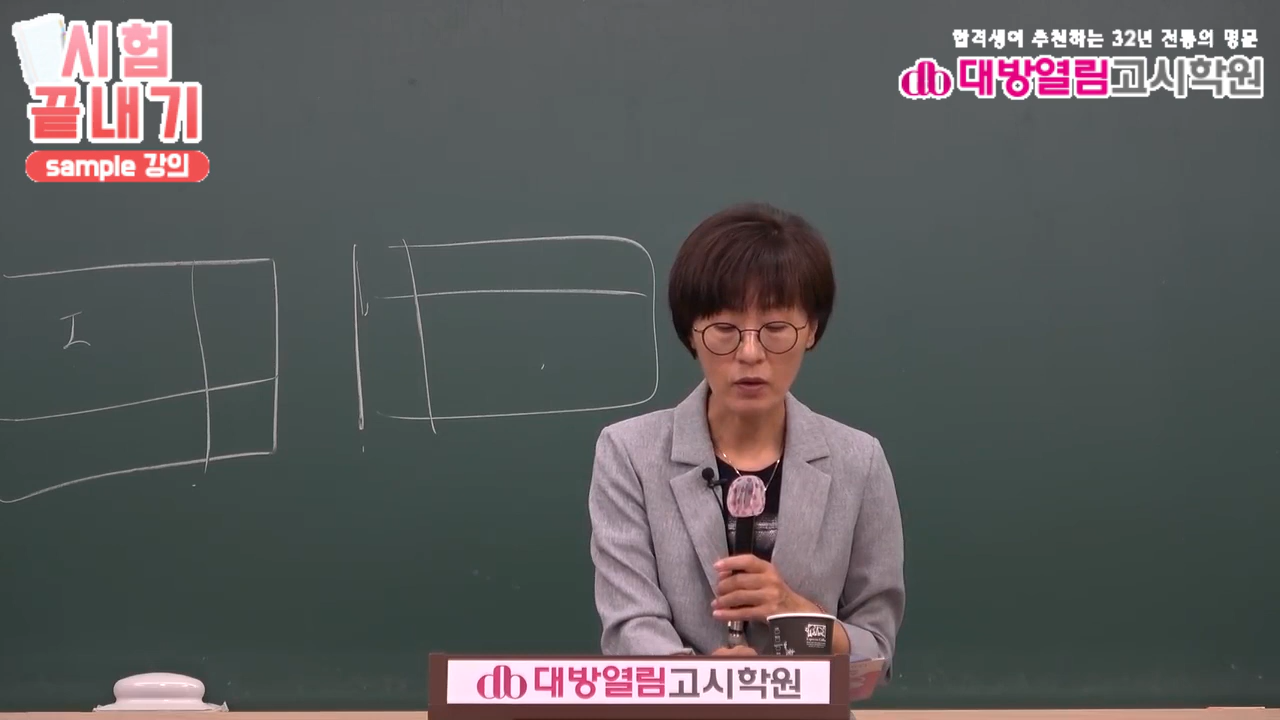 시험
끝내기
sample 강의
합격생이 추천하는 32년 전통의 명문
대방열림고시학원
I
대방열림고시학원